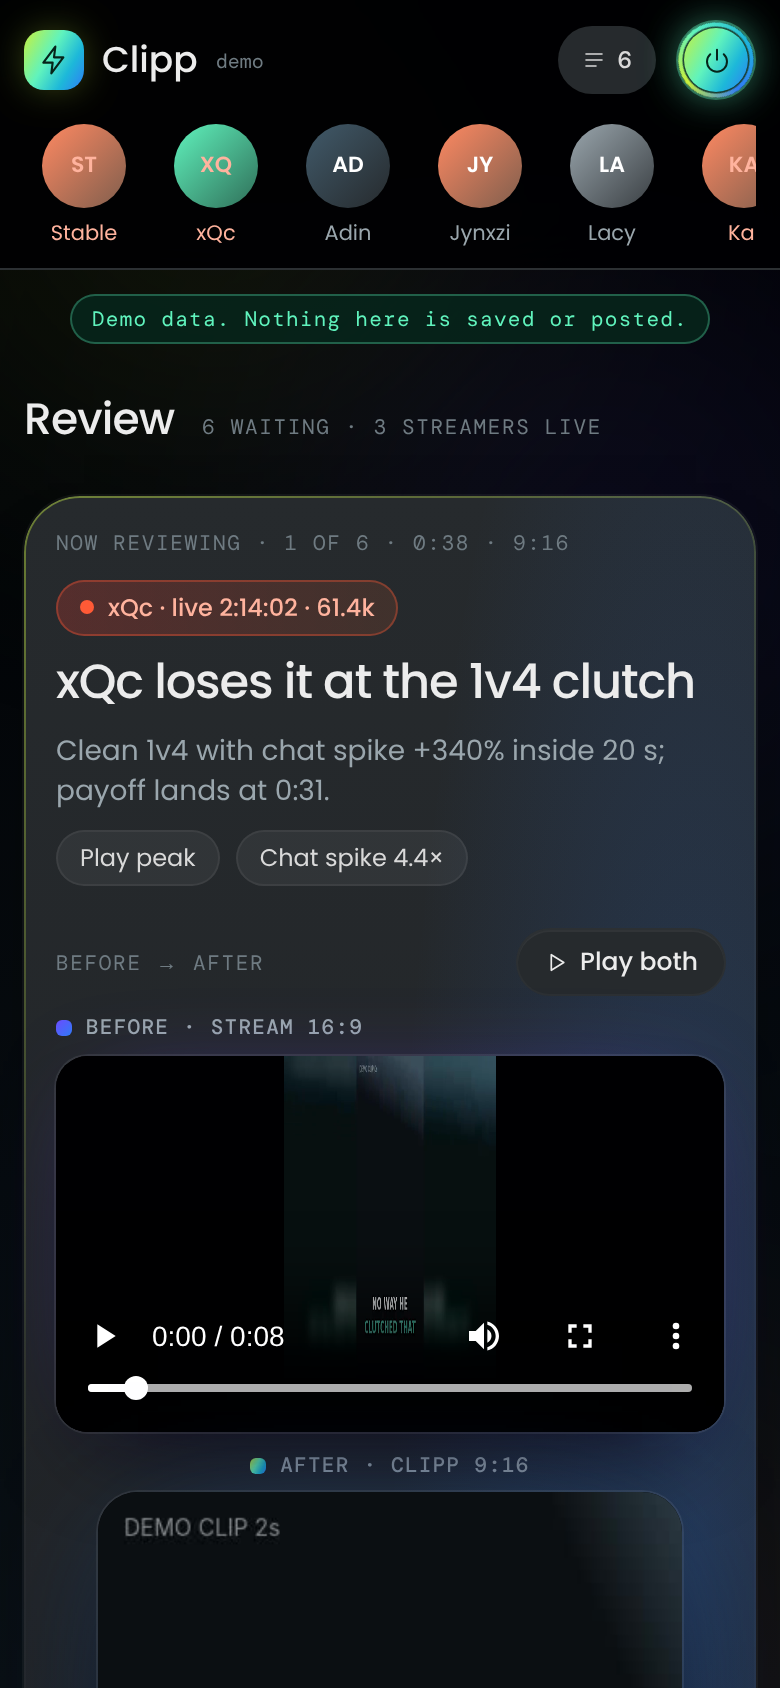 Clipp demo
6
ST
XQ
AD
JY
LA
KA
Stable
xQc
Adin
Jynxzi
Lacy
Ka
Demo data. Nothing here is saved or posted.
Review 6 WAITING · 3 STREAMERS LIVE
NOW REVIEWING · 1 OF 6 · 0:38 · 9:16
xQc · live 2:14:02 · 61.4k
xQc loses it at the 1v4 clutch
Clean 1v4 with chat spike +340% inside 20 s;
payoff lands at 0:31.
Play peak
Chat spike 4.4×
BEFORE → AFTER
Play both
BEFORE · STREAM 16:9
NO WAY HE
CLUTCHED THAT
0:00 / 0:08
AFTER · CLIPP 9:16
DEMO CLIP 2s